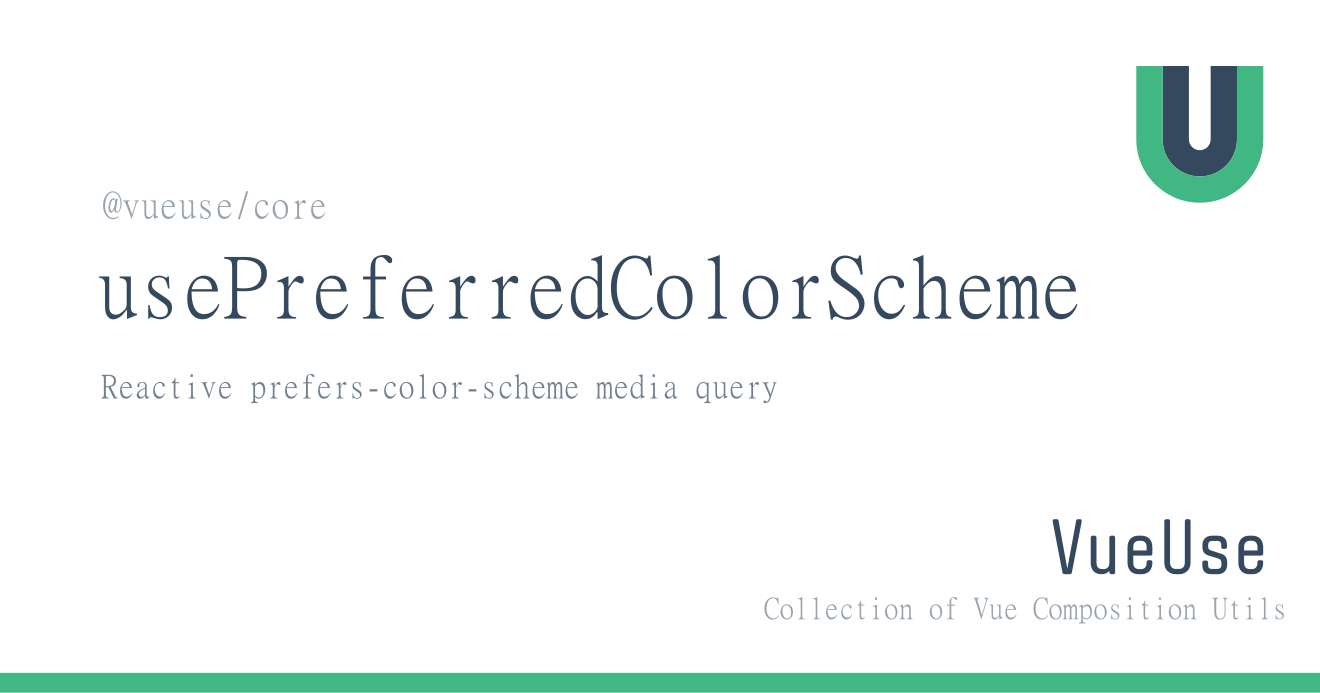 @vueuse/core
usePreferredColorScheme
Reactive prefers-color-scheme media query
VueUse
Collection of Vue Composition Utils